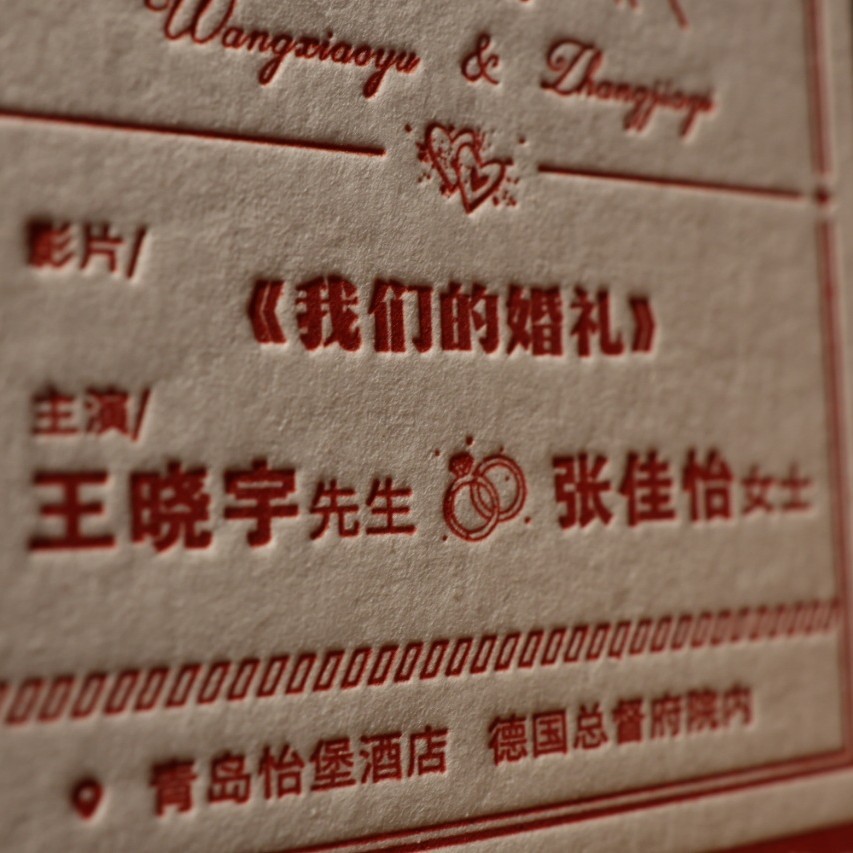 Wangxiaoyu & Zhangjiayi
影片/
《我们的婚礼》
主演/
王晓宇先生 张佳怡女士
青岛怡堡酒店 德国总督府院内